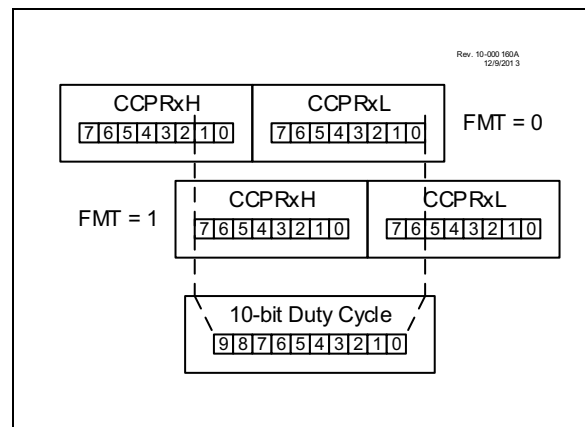 Rev. 10-000 160A
12/9/201 3
CCPRxH CCPRxL
7 6 5 4 3 2 1 0 7 6 5 4 3 2 1 0 FMT = 0
CCPRxH CCPRxL
FMT = 1 7 6 5 4 3 2 1 0 7 6 5 4 3 2 1 0
10-bit Duty Cycle
9 8 7 6 5 4 3 2 1 0